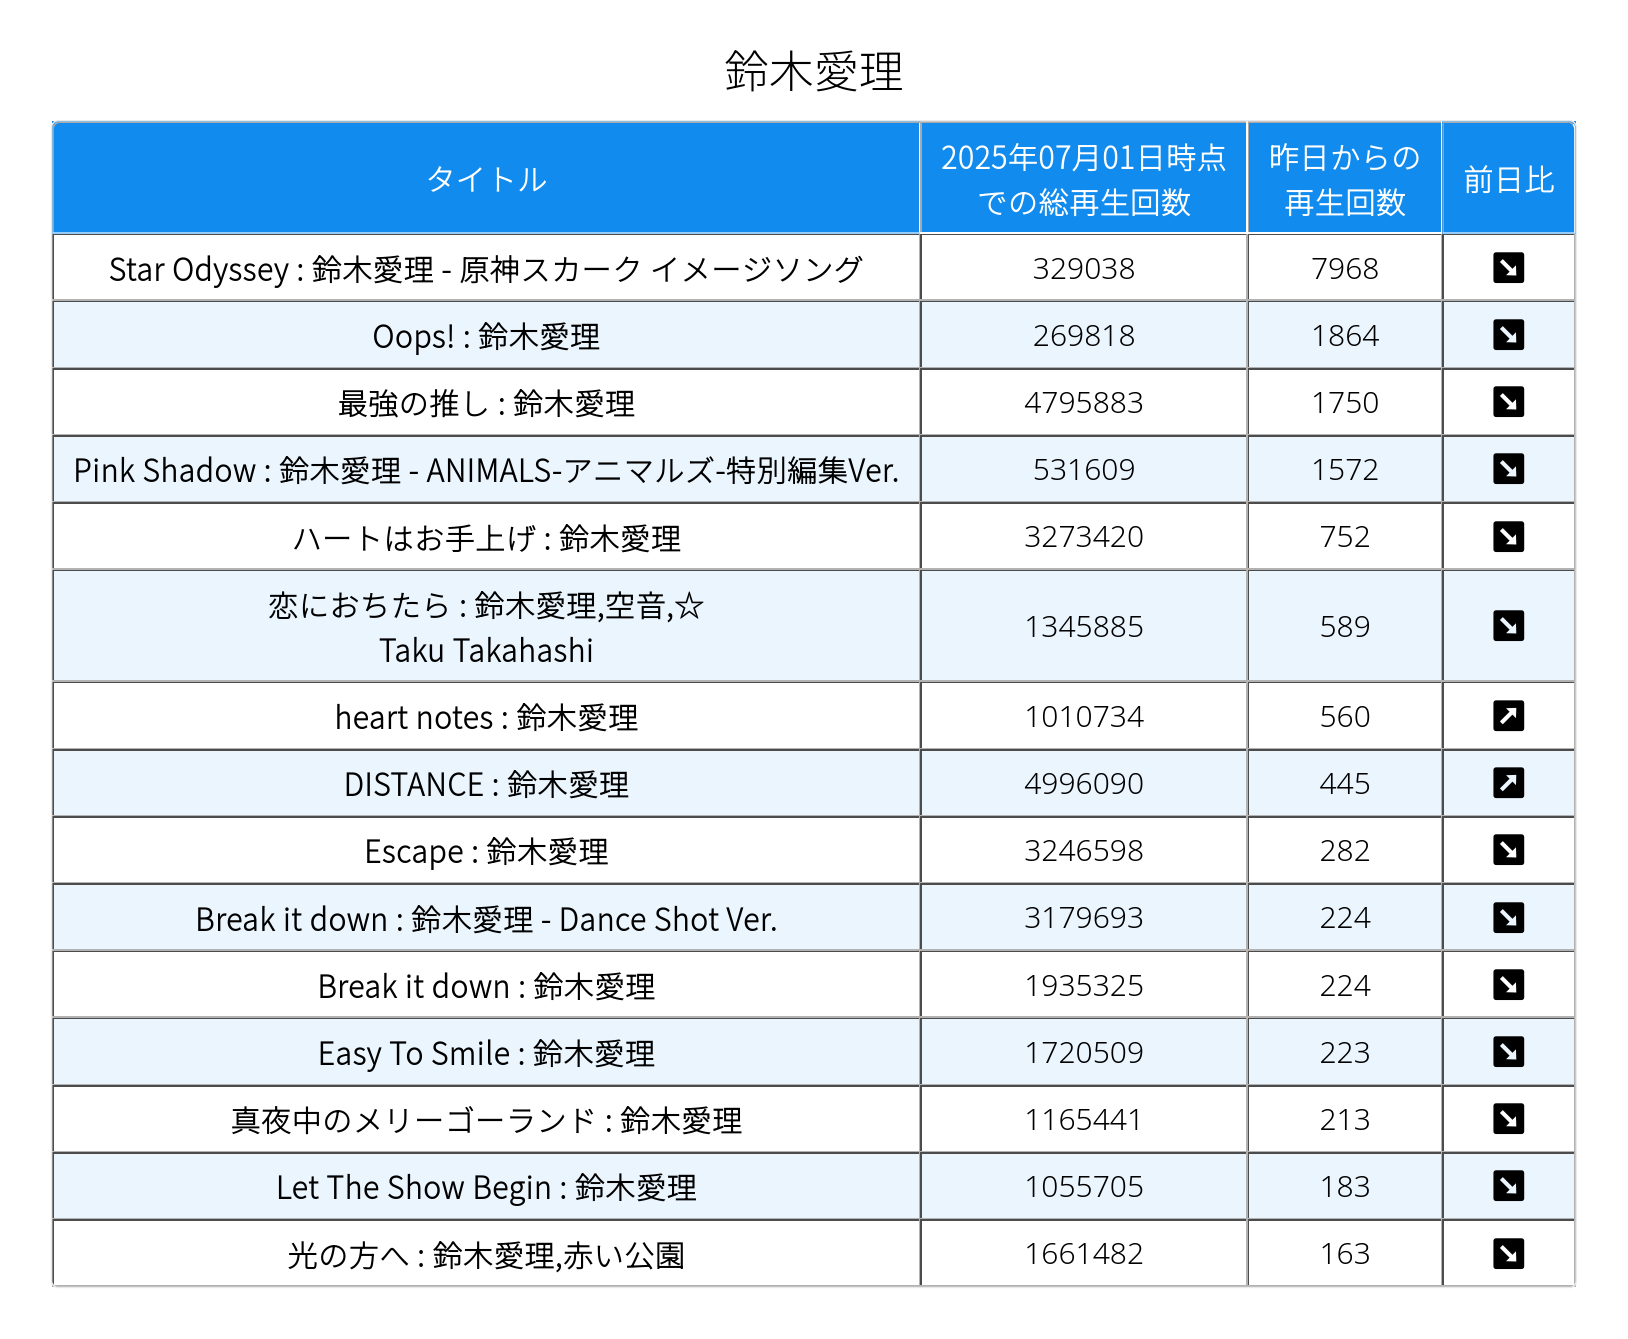 鈴木愛理
タイトル
2025年07月01日時点
での総再生回数
昨日からの
再生回数
前日比
Star Odyssey : 鈴木愛理 - 原神スカーク イメージソング 329038 7968
Oops! : 鈴木愛理 269818 1864
最強の推し : 鈴木愛理 4795883 1750
Pink Shadow : 鈴木愛理 - ANIMALS-アニマルズ-特別編集Ver. 531609 1572
ハートはお手上げ : 鈴木愛理 3273420 752
恋におちたら : 鈴木愛理,空音,☆
Taku Takahashi 1345885 589
heart notes : 鈴木愛理 1010734 560
DISTANCE : 鈴木愛理 4996090 445
Escape : 鈴木愛理 3246598 282
Break it down : 鈴木愛理 - Dance Shot Ver. 3179693 224
Break it down : 鈴木愛理 1935325 224
Easy To Smile : 鈴木愛理 1720509 223
真夜中のメリーゴーランド : 鈴木愛理 1165441 213
Let The Show Begin : 鈴木愛理 1055705 183
光の方へ : 鈴木愛理,赤い公園 1661482 163